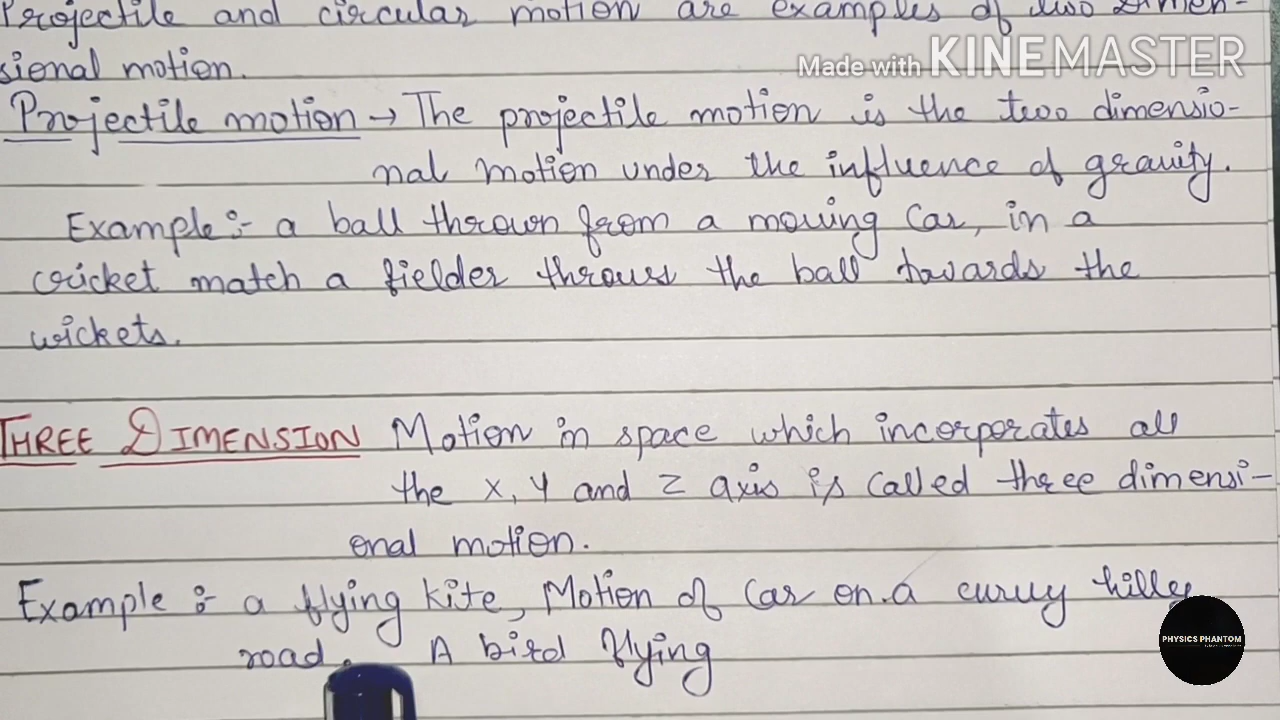 Projectile and circular motion are examples of two Dimen-
sional motion.
Made with KINEMASTER
Projectile motion → The projectile motion is the two dimensio-
nal motion under the influence of gravity.
Example :- a ball thrown from a moving Car, in a
cricket match a fielder throws the ball towards the
wickets.
THREE DIMENSION Motion in space which incorporates all
the X, Y and Z axis is called three dimensi-
onal motion.
Example :- a flying kite, Motion of Car on a curvy hilley
road. A bird flying
PHYSICS PHANTOM